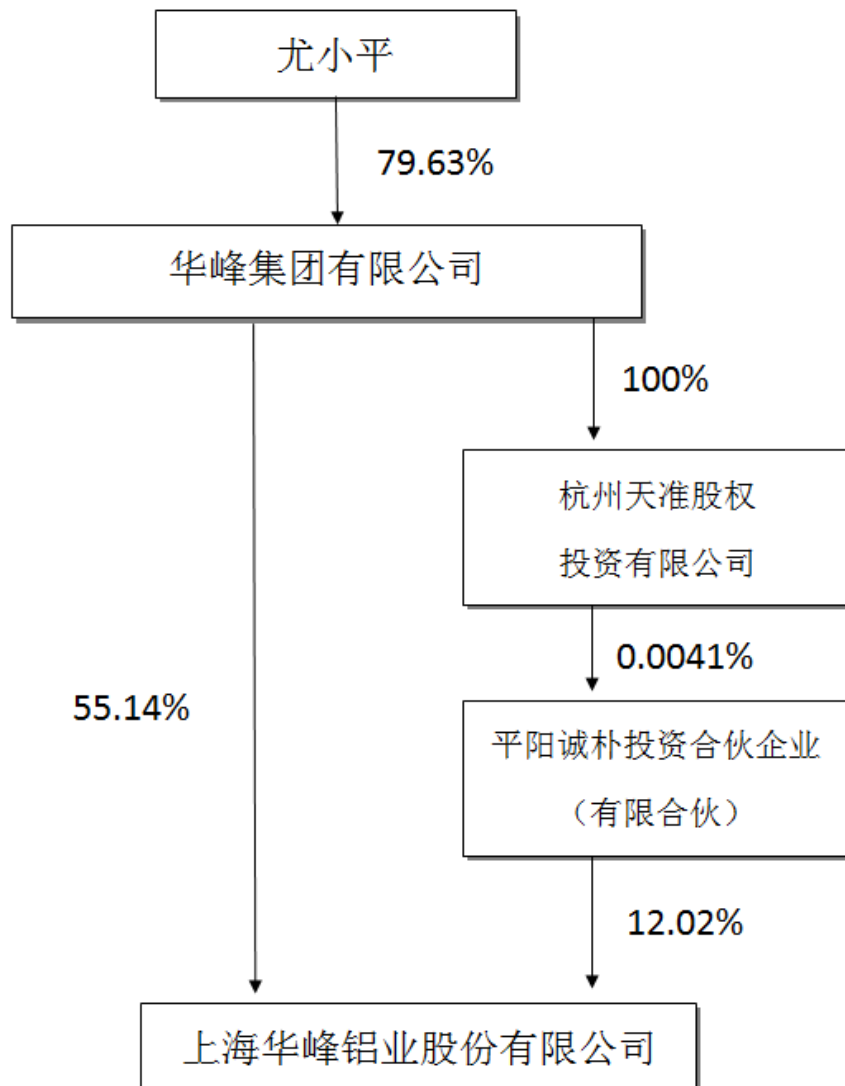 尤小平
79.63%
华峰集团有限公司
100%
杭州天准股权
投资有限公司
0.0041%
55.14%
平阳诚朴投资合伙企业
（有限合伙）
12.02%
上海华峰铝业股份有限公司